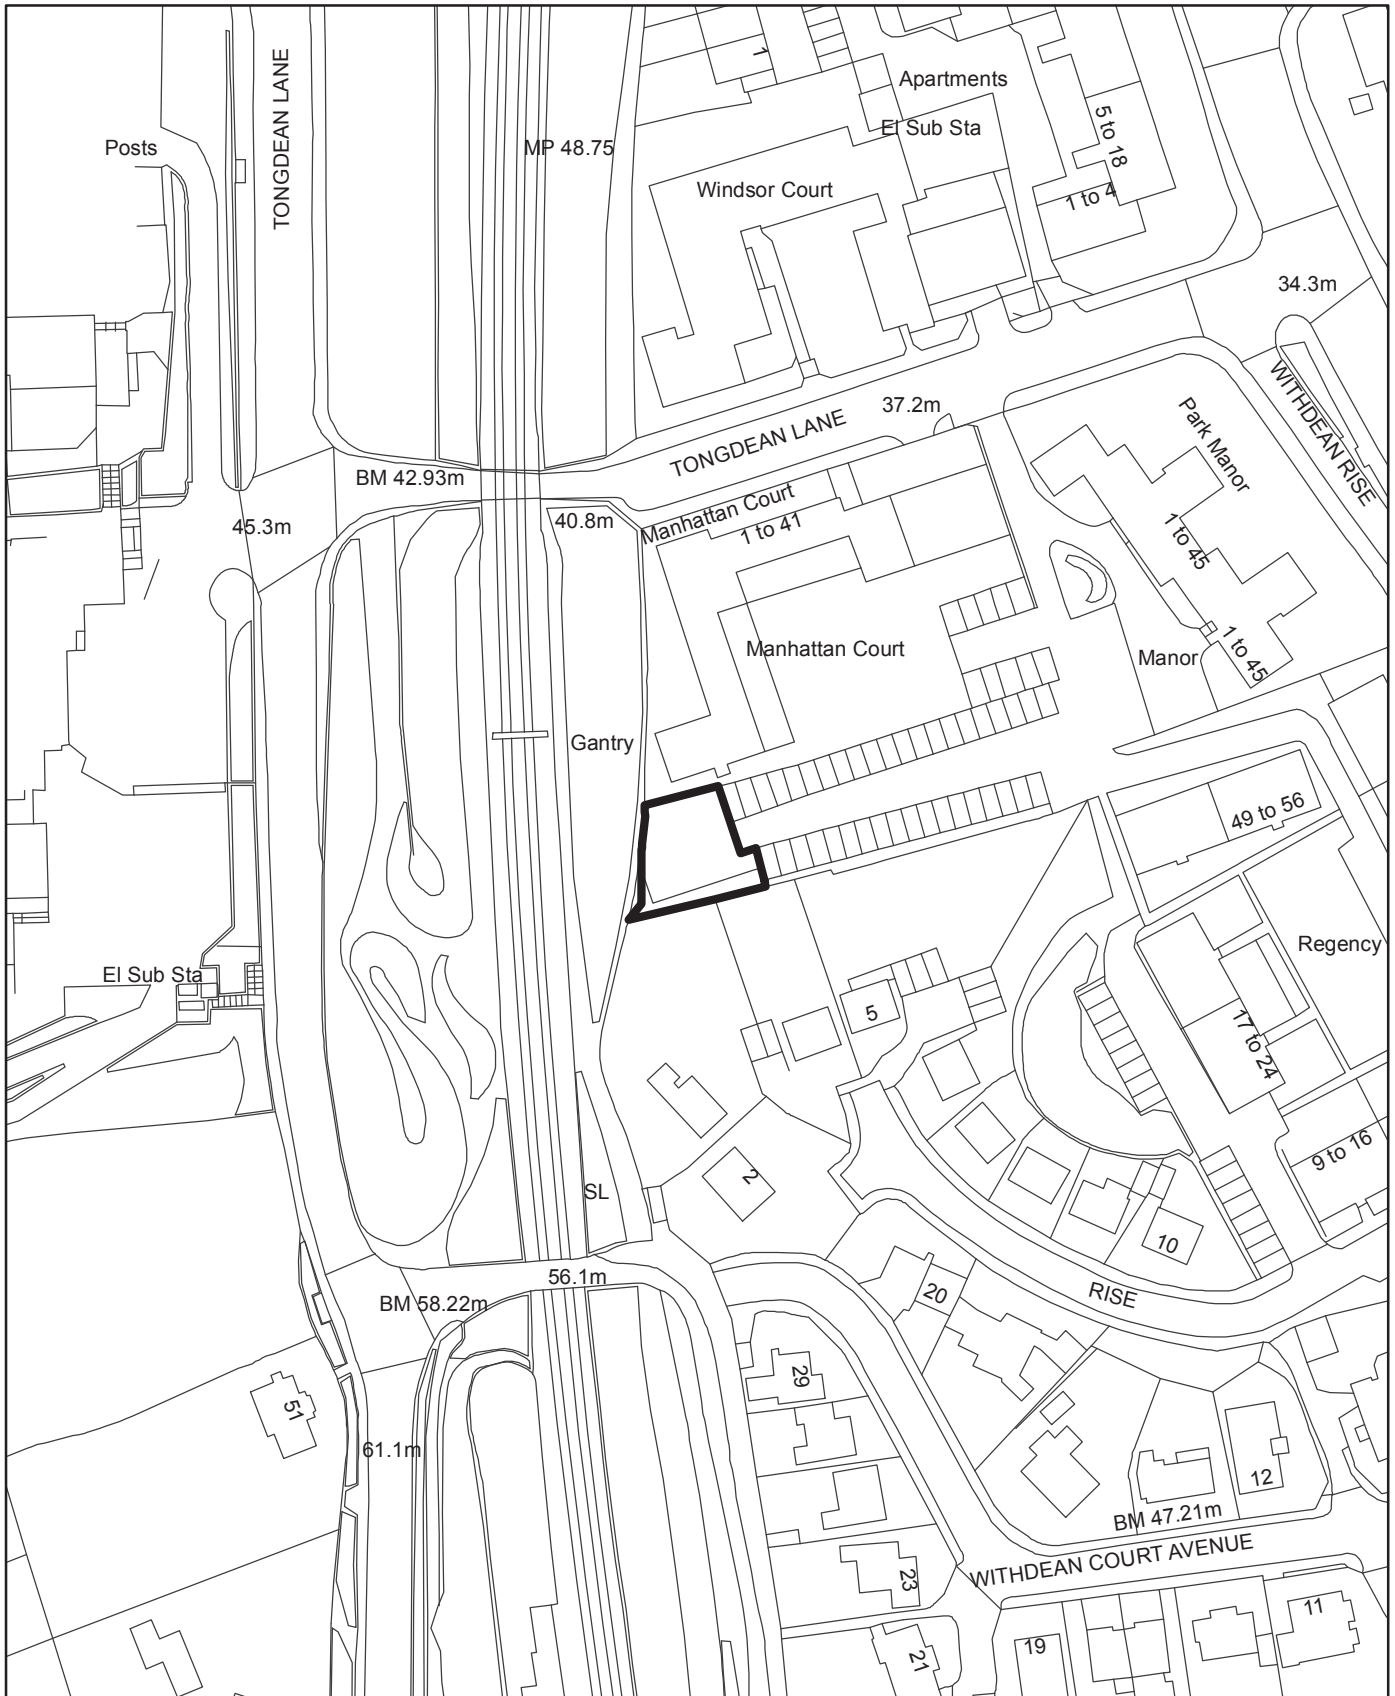 1
Apartments
TONGDEAN LANE
El Sub Sta
5 to 18
Posts
MP 48.75
Windsor Court
1 to 4
34.3m
37.2m
TONGDEAN LANE
WITHDEAN RISE
Park Manor
BM 42.93m
45.3m
40.8m
Manhattan Court
1 to 41
1 to 45
Manhattan Court
Manor
1 to 45
Gantry
49 to 56
Regency
El Sub Sta
5
17 to 24
9 to 16
2
SL
10
56.1m
BM 58.22m
20
RISE
29
51
61.1m
12
BM 47.21m
WITHDEAN COURT AVENUE
23
11
19
21